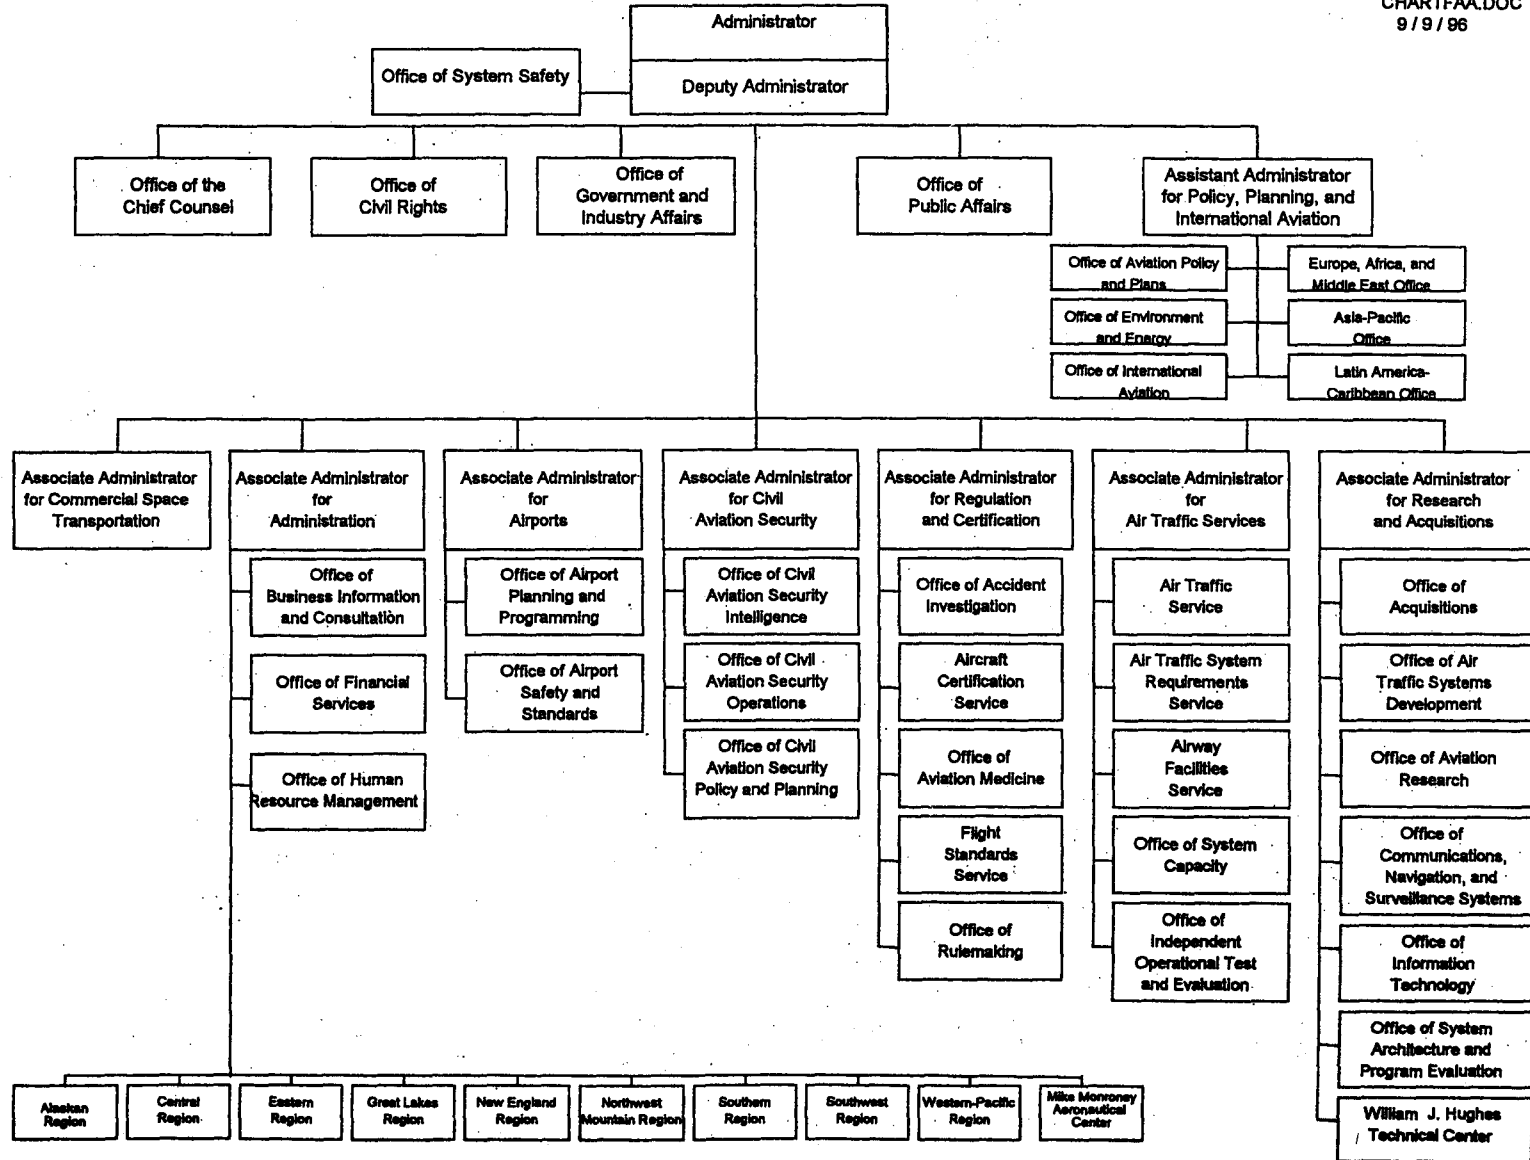 CHARTFAA.DOC
9 / 9 / 96
Administrator
Office of System Safety
Deputy Administrator
Office of the
Chief Counsel
Office of
Civil Rights
Office of
Government and
Industry Affairs
Office of
Public Affairs
Assistant Administrator
for Policy, Planning, and
International Aviation
Office of Aviation Policy
and Plans
Europe, Africa, and
Middle East Office
Office of Environment
and Energy
Asia-Pacific
Office
Office of International
Aviation
Latin America-
Caribbean Office
Associate Administrator
for Commercial Space
Transportation
Associate Administrator
for
Administration
Associate Administrator
for
Airports
Associate Administrator
for Civil
Aviation Security
Associate Administrator
for Regulation
and Certification
Associate Administrator
for
Air Traffic Services
Associate Administrator
for Research
and Acquisitions
Office of
Business Information
and Consultation
Office of Financial
Services
Office of Human
Resource Management
Office of Airport
Planning and
Programming
Office of Airport
Safety and
Standards
Office of Civil
Aviation Security
Intelligence
Office of Civil
Aviation Security
Operations
Office of Civil
Aviation Security
Policy and Planning
Office of Accident
Investigation
Aircraft
Certification
Service
Office of
Aviation Medicine
Flight
Standards
Service
Office of
Rulemaking
Air Traffic
Service
Air Traffic System
Requirements
Service
Airway
Facilities
Service
Office of System
Capacity
Office of
Independent
Operational Test
and Evaluation
Office of
Acquisitions
Office of Air
Traffic Systems
Development
Office of Aviation
Research
Office of
Communications,
Navigation, and
Surveillance Systems
Office of
Information
Technology
Office of System
Architecture and
Program Evaluation
William J. Hughes
Technical Center
Alaskan
Region
Central
Region
Eastern
Region
Great Lakes
Region
New England
Region
Northwest
Mountain Region
Southern
Region
Southwest
Region
Western-Pacific
Region
Mike Monroney
Aeronautical
Center